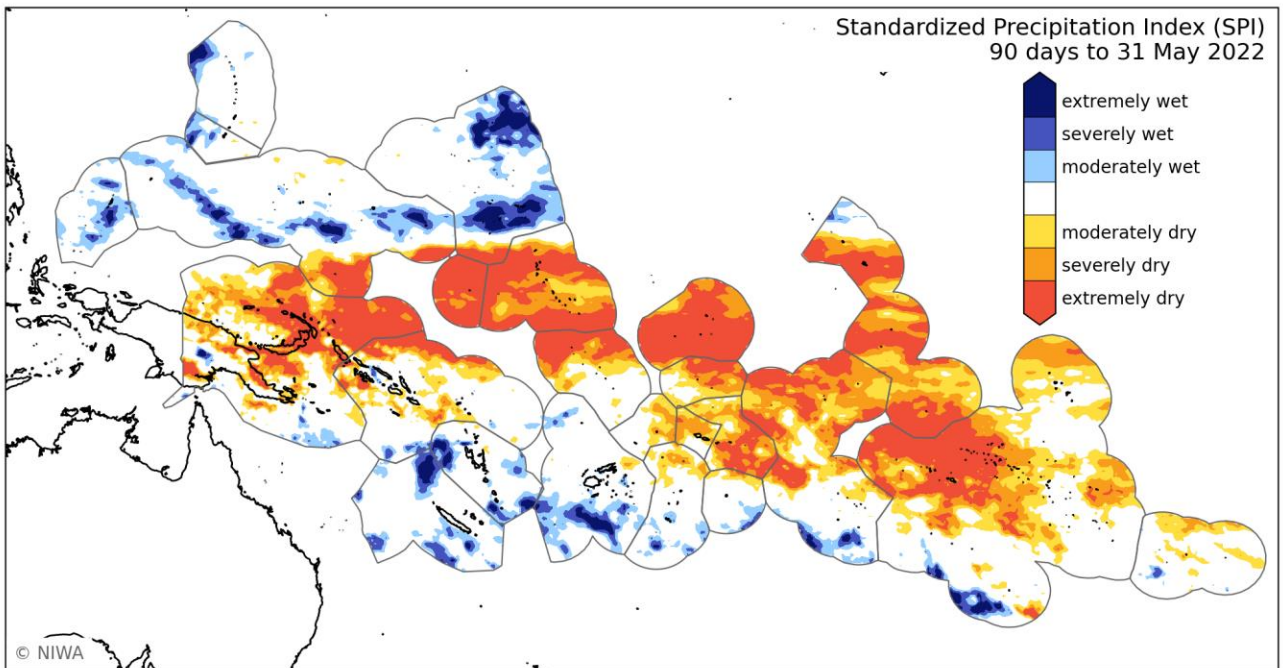 Standardized Precipitation Index (SPI)
90 days to 31 May 2022
extremely wet
severely wet
moderately wet
moderately dry
severely dry
extremely dry
© NIWA